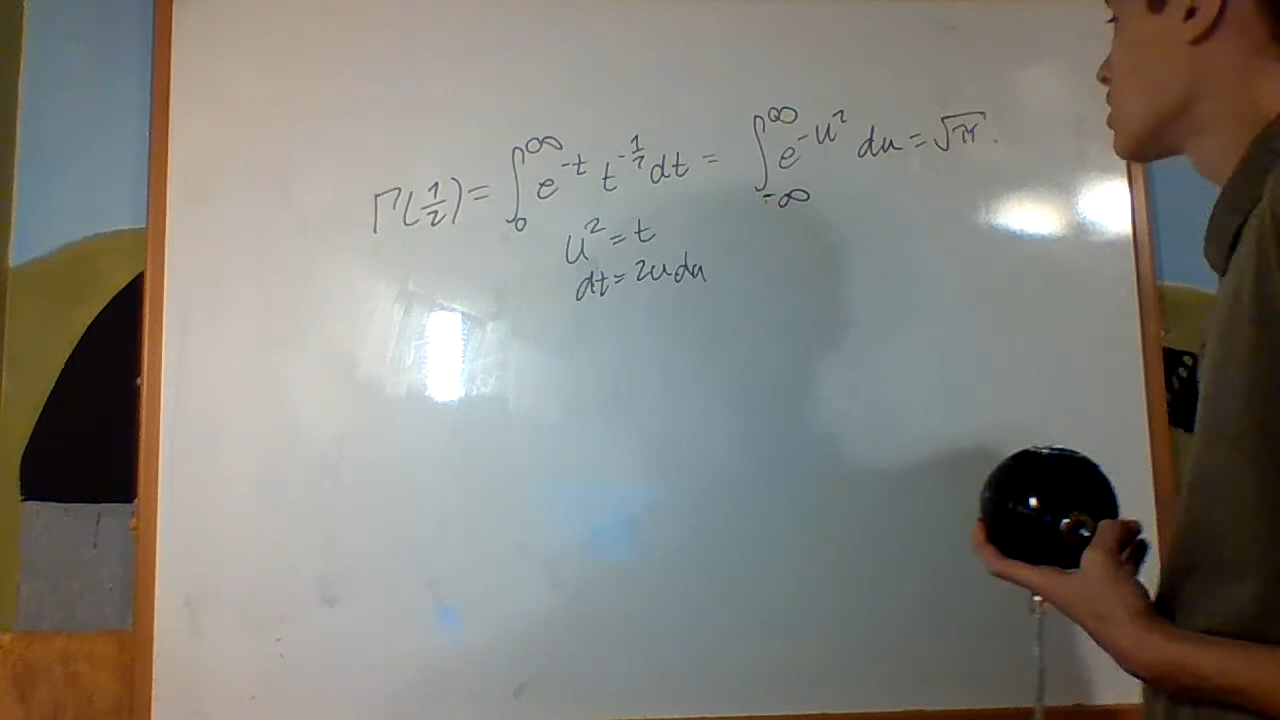 Γ(1/2) = ∫₀^∞ e^{-t} t^{-1/2} dt = ∫_{-∞}^∞ e^{-u²} du = √π.
u² = t
dt = 2u du